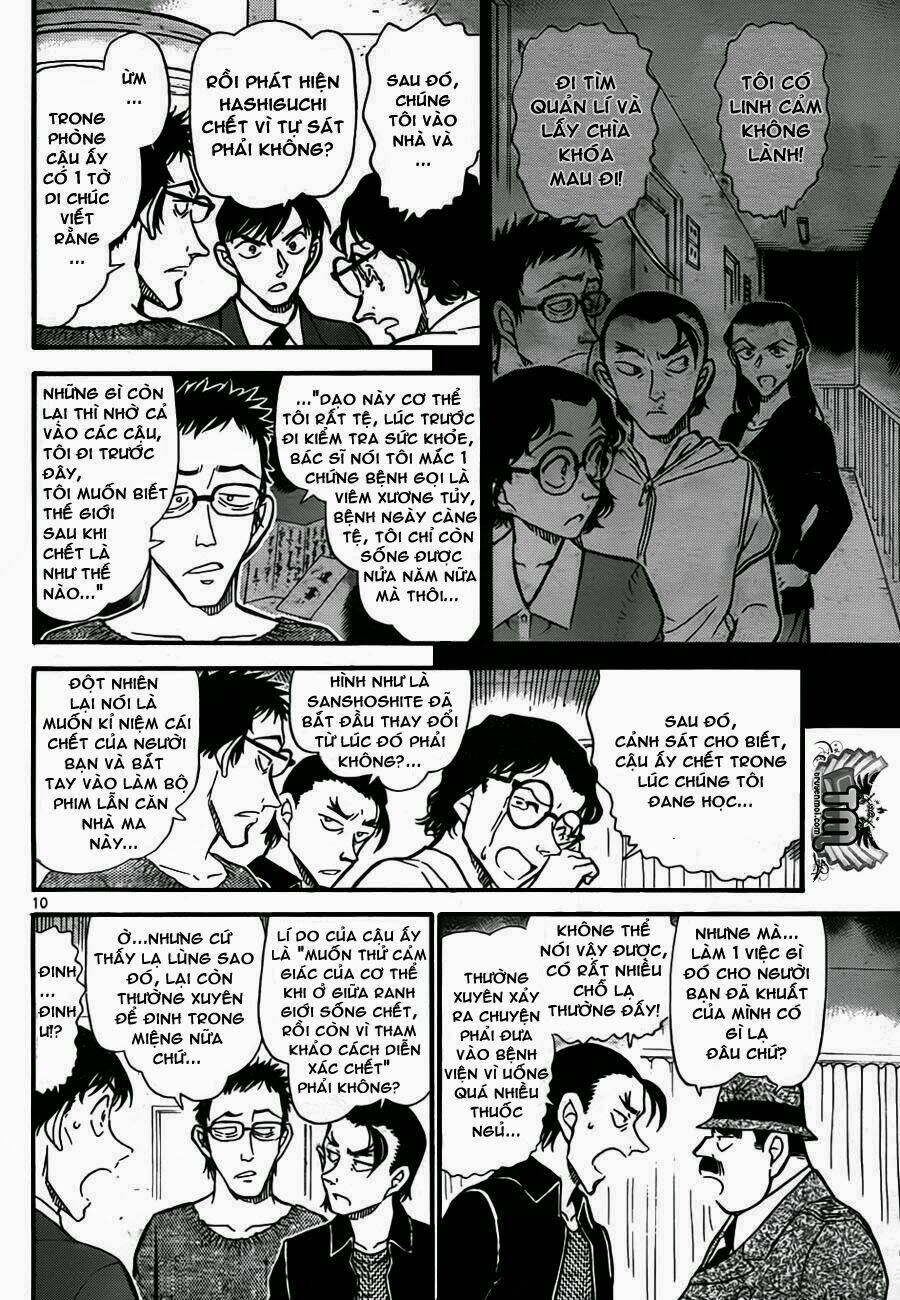 TÔI CÓ
LINH CẢM
KHÔNG
LÀNH!
ĐI TÌM
QUẢN LÍ VÀ
LẤY CHÌA
KHÓA
MAU ĐI!
SAU ĐÓ,
CHÚNG
TÔI VÀO
NHÀ VÀ
...
RỒI PHÁT HIỆN
HASHIGUCHI
CHẾT VÌ TỰ SÁT
PHẢI KHÔNG?
ỪM
...
TRONG
PHÒNG
CẬU ẤY
CÓ 1 TỜ
DI CHÚC
VIẾT
RẰNG
...
..."DẠO NÀY CƠ THỂ
TÔI RẤT TỆ, LÚC TRƯỚC
ĐI KIỂM TRA SỨC KHỎE,
BÁC SĨ NÓI TÔI MẮC 1
CHỨNG BỆNH GỌI LÀ
VIÊM XƯƠNG TỦY,
BỆNH NGÀY CÀNG
TỆ, TÔI CHỈ CÒN
SỐNG ĐƯỢC
NỬA NĂM NỮA
MÀ THÔI...
NHỮNG GÌ CÒN
LẠI THÌ NHỜ CẢ
VÀO CÁC CẬU,
TÔI ĐI TRƯỚC
ĐÂY,
TÔI MUỐN BIẾT
THẾ GIỚI
SAU KHI
CHẾT LÀ
NHƯ THẾ
NÀO..."
SAU ĐÓ,
CẢNH SÁT CHO BIẾT,
CẬU ẤY CHẾT TRONG
LÚC CHÚNG TÔI
ĐANG HỌC...
HÌNH NHƯ LÀ
SANSHOSHITE ĐÃ
BẮT ĐẦU THAY ĐỔI
TỪ LÚC ĐÓ PHẢI
KHÔNG?...
ĐỘT NHIÊN
LẠI NÓI LÀ
MUỐN KỈ NIỆM CÁI
CHẾT CỦA NGƯỜI
BẠN VÀ BẮT
TAY VÀO LÀM BỘ
PHIM LẪN CĂN
NHÀ MA
NÀY...
TM
10
NHƯNG MÀ...
LÀM 1 VIỆC GÌ
ĐÓ CHO NGƯỜI
BẠN ĐÃ KHUẤT
CỦA MÌNH CÓ
GÌ LẠ
ĐÂU CHỨ?
KHÔNG THỂ
NÓI VẬY ĐƯỢC,
CÓ RẤT NHIỀU
CHỖ LẠ
THƯỜNG ĐẤY!
THƯỜNG
XUYÊN XẢY
RA CHUYỆN
PHẢI ĐƯA
VÀO BỆNH
VIỆN VÌ UỐNG
QUÁ NHIỀU
THUỐC
NGỦ...
LÍ DO CỦA CẬU ẤY
LÀ "MUỐN THỬ CẢM
GIÁC CỦA CƠ THỂ
KHI Ở GIỮA RANH
GIỚI SỐNG CHẾT,
RỒI CÒN VÌ THAM
KHẢO CÁCH DIỄN
XÁC CHẾT"
PHẢI KHÔNG?
Ờ...NHƯNG CỨ
THẤY LẠ LÙNG SAO
ĐÓ, LẠI CÒN
THƯỜNG XUYÊN
ĐỂ ĐINH TRONG
MIỆNG NỮA
CHỨ...
ĐINH
...
ĐINH
Ư!?